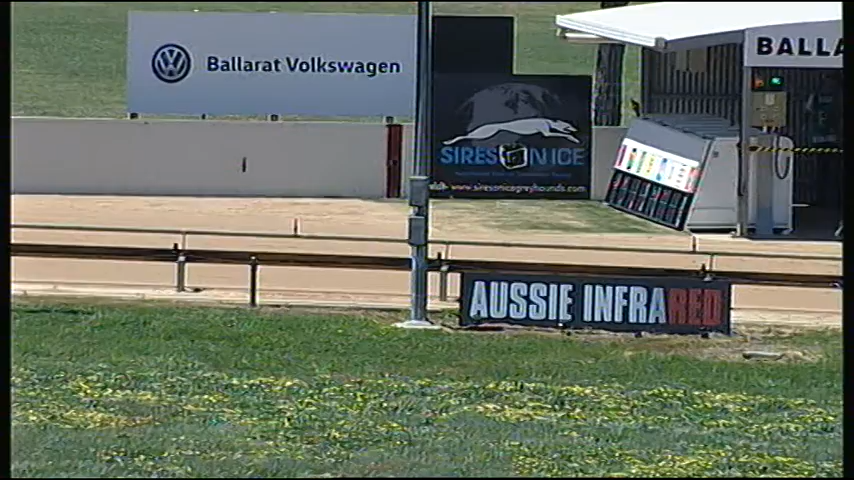 Ballarat Volkswagen
BALLA
SIRES ON ICE
www.siresonicegreyhounds.com
AUSSIE INFRARED